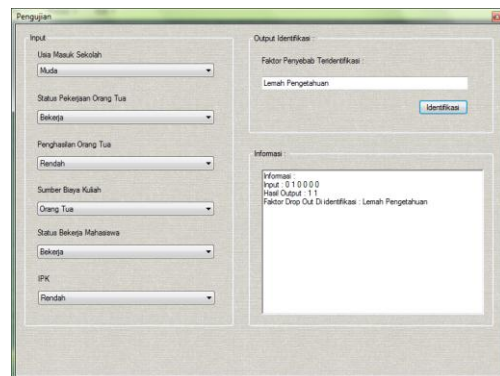 Pengujian
Input
Usia Masuk Sekolah
Muda
Status Pekerjaan Orang Tua
Bekerja
Penghasilan Orang Tua
Rendah
Sumber Biaya Kuliah
Orang Tua
Status Bekerja Mahasiswa
Bekerja
IPK
Rendah
Output Identifikasi :
Faktor Penyebab Teridentifikasi :
Lemah Pengetahuan
Identifikasi
Informasi :
Informasi :
Input : 0 1 0 0 0 0
Hasil Output : 1 1
Faktor Drop Out Di identifikasi : Lemah Pengetahuan